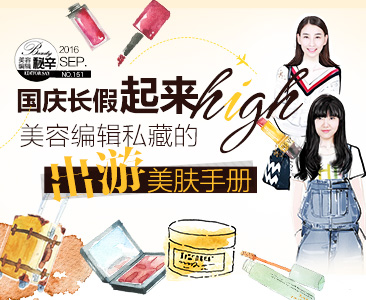 Beauty
美容编辑
秘辛
EDITOR SAY
2016
SEP.
NO.161
国庆长假起来high
美容编辑私藏的
出游美肤手册